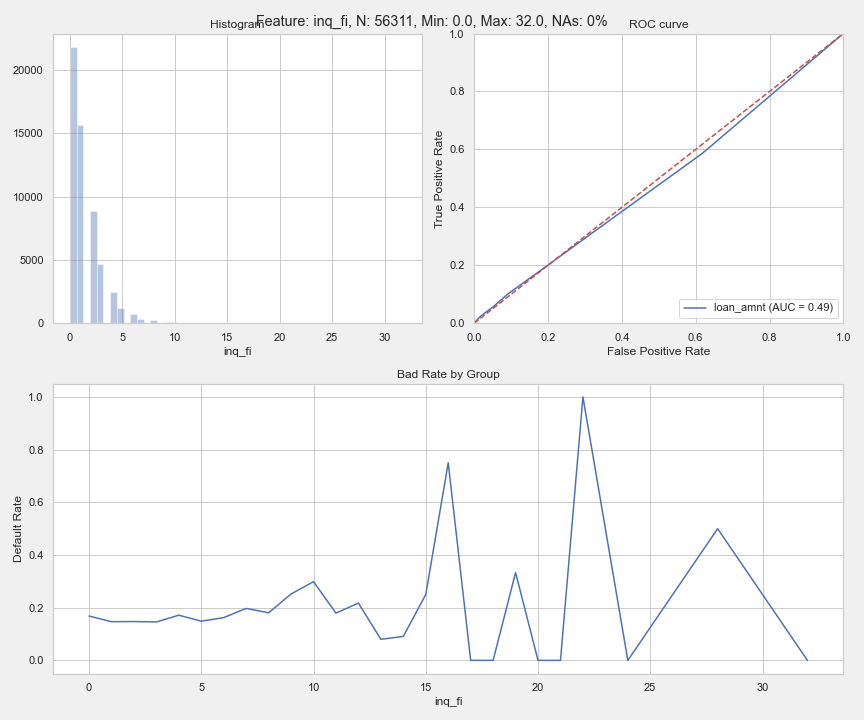 Feature: inq_fi, N: 56311, Min: 0.0, Max: 32.0, NAs: 0%
Histogram
20000
15000
10000
5000
0
0 5 10 15 20 25 30
inq_fi
ROC curve
True Positive Rate
1.0
0.8
0.6
0.4
0.2
0.0
loan_amnt (AUC = 0.49)
0.0 0.2 0.4 0.6 0.8 1.0
False Positive Rate
Bad Rate by Group
Default Rate
1.0
0.8
0.6
0.4
0.2
0.0
0 5 10 15 20 25 30
inq_fi